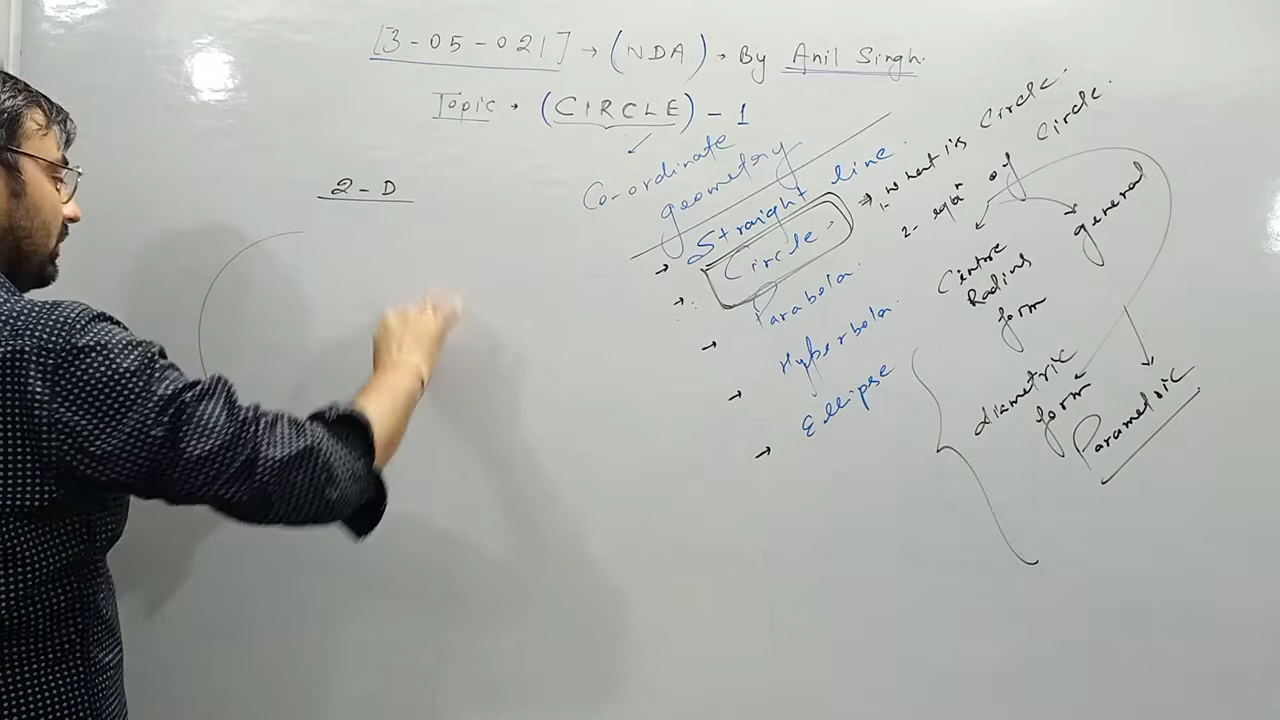 [3-05-021] → (NDA) → By Anil Singh.
Topic → (CIRCLE) - 1
Co-ordinate
geometry
2-D
→ Straight line.
→ Circle →
→ Parabola.
→ Hyperbola.
→ Ellipse
⇒ 1- What is Circle.
2- eqaⁿ of Circle.
Centre
Radius
form
general
diametric
form
Parametric